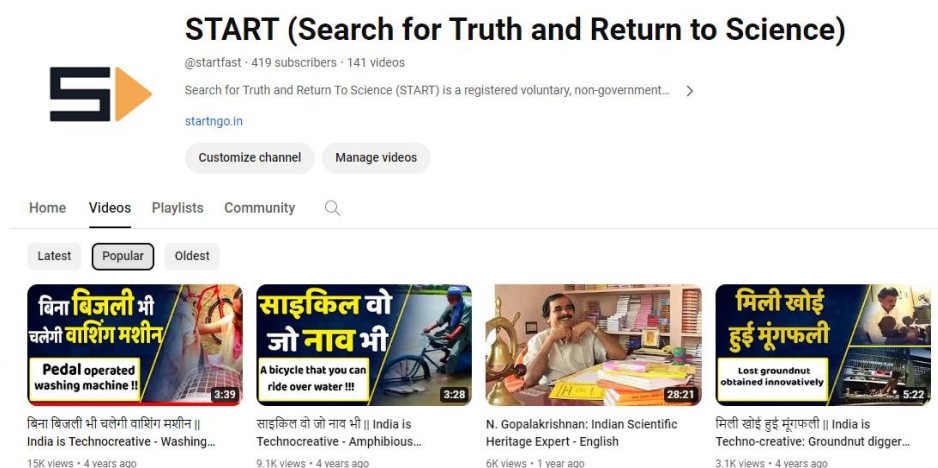 START (Search for Truth and Return to Science)
@startfast · 419 subscribers · 141 videos
Search for Truth and Return To Science (START) is a registered voluntary, non-government...
startngo.in
Customize channel Manage videos
Home Videos Playlists Community
Latest Popular Oldest
बिना बिजली भी
चलेगी वाशिंग मशीन
Pedal operated
washing machine !!
3:39
साइकिल वो
जो नाव भी
A bicycle that you can
ride over water !!!
3:28
28:21
मिली खोई
हुई मूंगफली
Lost groundnut
obtained innovatively
5:22
बिना बिजली भी चलेगी वाशिंग मशीन ||
India is Technocreative - Washing...
15K views · 4 years ago
साइकिल वो जो नाव भी || India is
Technocreative - Amphibious...
9.1K views · 4 years ago
N. Gopalakrishnan: Indian Scientific
Heritage Expert - English
6K views · 1 year ago
मिली खोई हुई मूंगफली || India is
Techno-creative: Groundnut digger...
3.1K views · 4 years ago